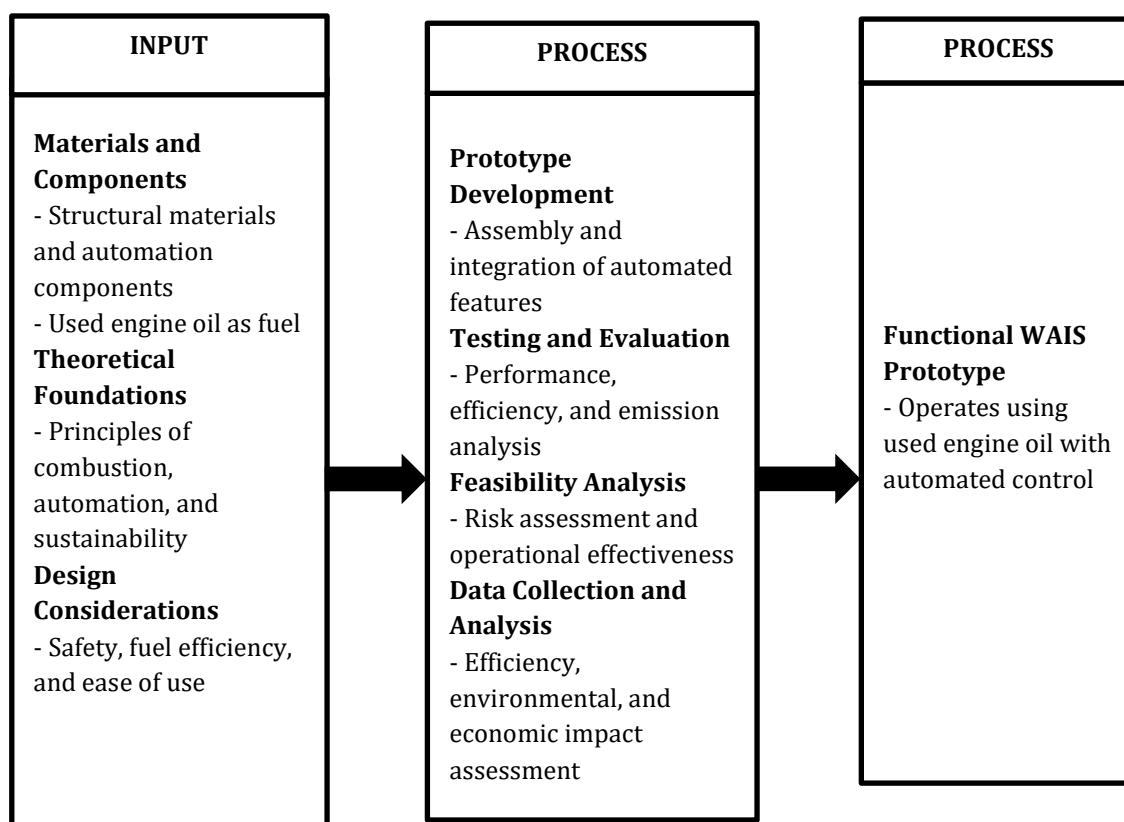 INPUT
Materials and
Components
- Structural materials
and automation
components
- Used engine oil as fuel
Theoretical
Foundations
- Principles of
combustion,
automation, and
sustainability
Design
Considerations
- Safety, fuel efficiency,
and ease of use
PROCESS
Prototype
Development
- Assembly and
integration of automated
features
Testing and Evaluation
- Performance,
efficiency, and emission
analysis
Feasibility Analysis
- Risk assessment and
operational effectiveness
Data Collection and
Analysis
- Efficiency,
environmental, and
economic impact
assessment
PROCESS
Functional WAIS
Prototype
- Operates using
used engine oil with
automated control